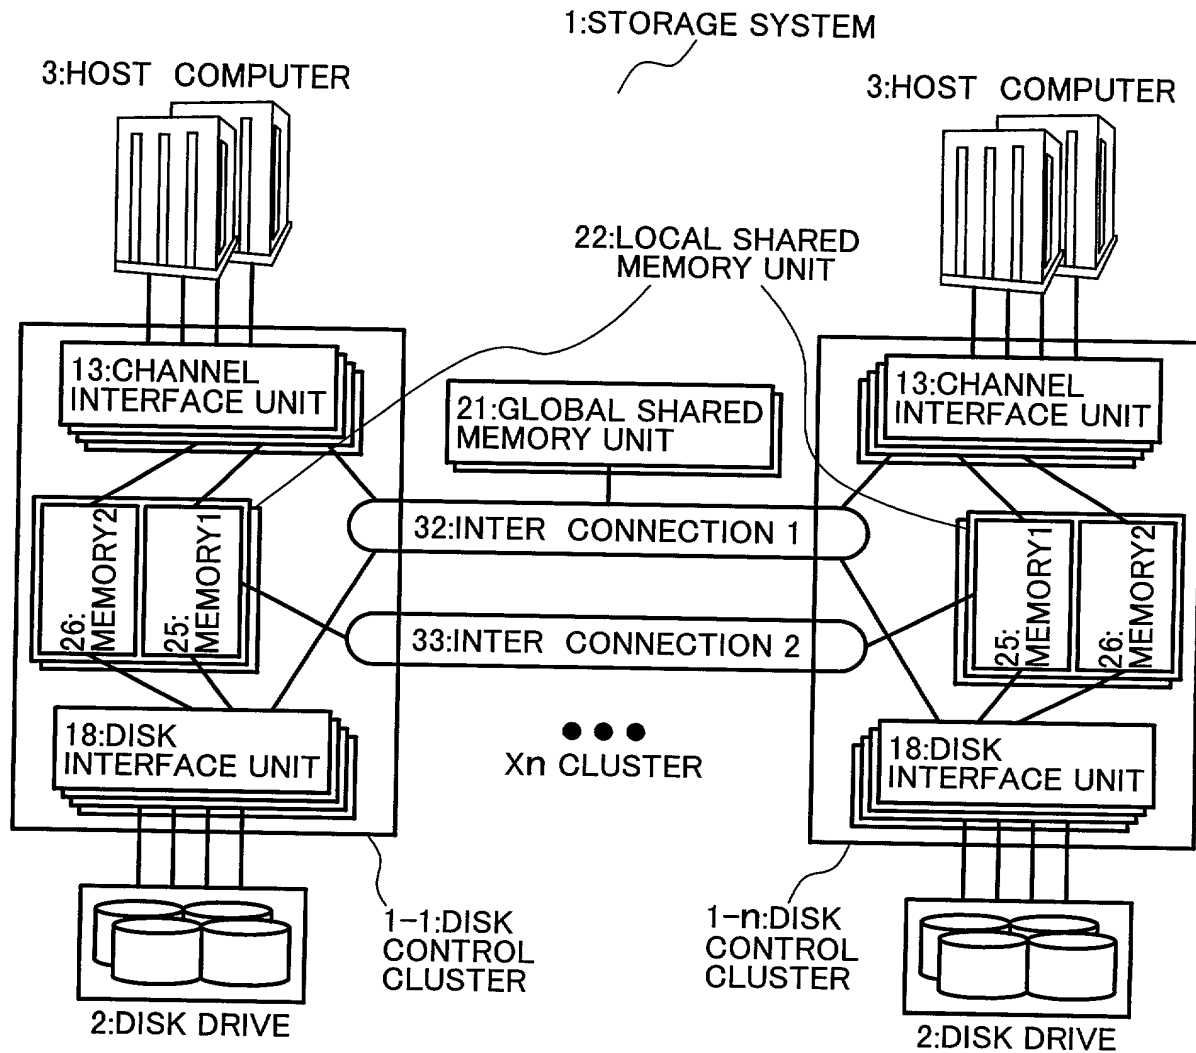 1:STORAGE SYSTEM
3:HOST COMPUTER
3:HOST COMPUTER
22:LOCAL SHARED
MEMORY UNIT
13:CHANNEL
INTERFACE UNIT
21:GLOBAL SHARED
MEMORY UNIT
13:CHANNEL
INTERFACE UNIT
26:
MEMORY2
25:
MEMORY1
32:INTER CONNECTION 1
33:INTER CONNECTION 2
25:
MEMORY1
26:
MEMORY2
18:DISK
INTERFACE UNIT
Xn CLUSTER
18:DISK
INTERFACE UNIT
1-1:DISK
CONTROL
CLUSTER
1-n:DISK
CONTROL
CLUSTER
2:DISK DRIVE
2:DISK DRIVE